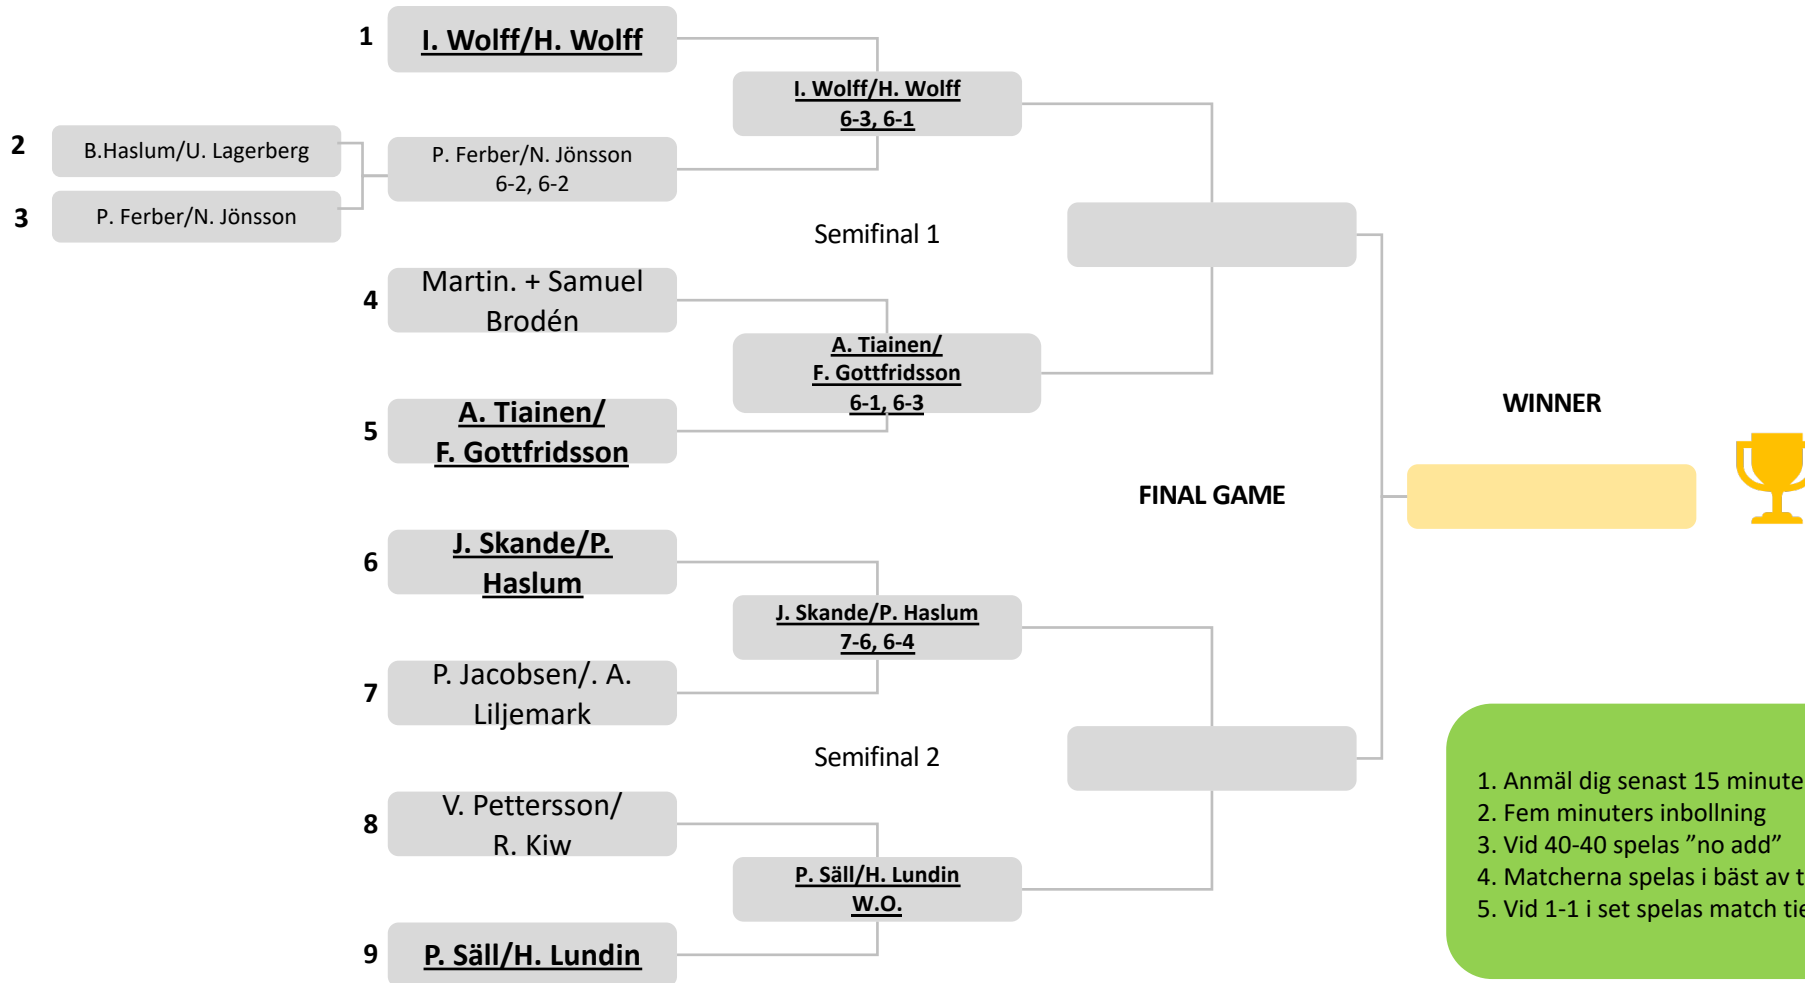 1
I. Wolff/H. Wolff
I. Wolff/H. Wolff
6-3, 6-1
2
B.Haslum/U. Lagerberg
P. Ferber/N. Jönsson
6-2, 6-2
3
P. Ferber/N. Jönsson
Semifinal 1
4
Martin. + Samuel
Brodén
A. Tiainen/
F. Gottfridsson
6-1, 6-3
5
A. Tiainen/
F. Gottfridsson
WINNER
FINAL GAME
6
J. Skande/P.
Haslum
J. Skande/P. Haslum
7-6, 6-4
7
P. Jacobsen/. A.
Liljemark
Semifinal 2
8
V. Pettersson/
R. Kiw
P. Säll/H. Lundin
W.O.
9
P. Säll/H. Lundin
1. Anmäl dig senast 15 minute
2. Fem minuters inbollning
3. Vid 40-40 spelas ”no add”
4. Matcherna spelas i bäst av t
5. Vid 1-1 i set spelas match tie